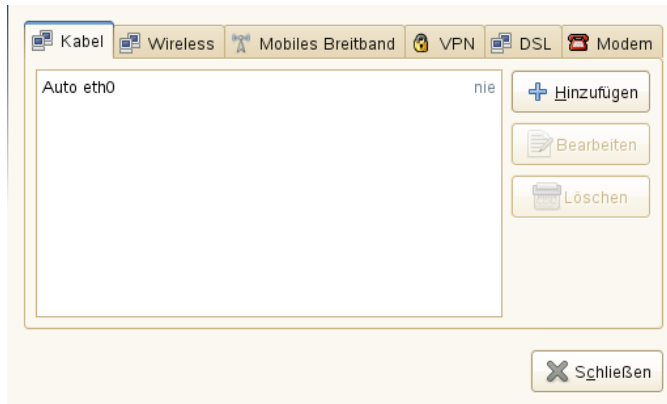 Kabel Wireless Mobiles Breitband VPN DSL Modem
Auto eth0 nie
Hinzufügen
Bearbeiten
Löschen
Schließen